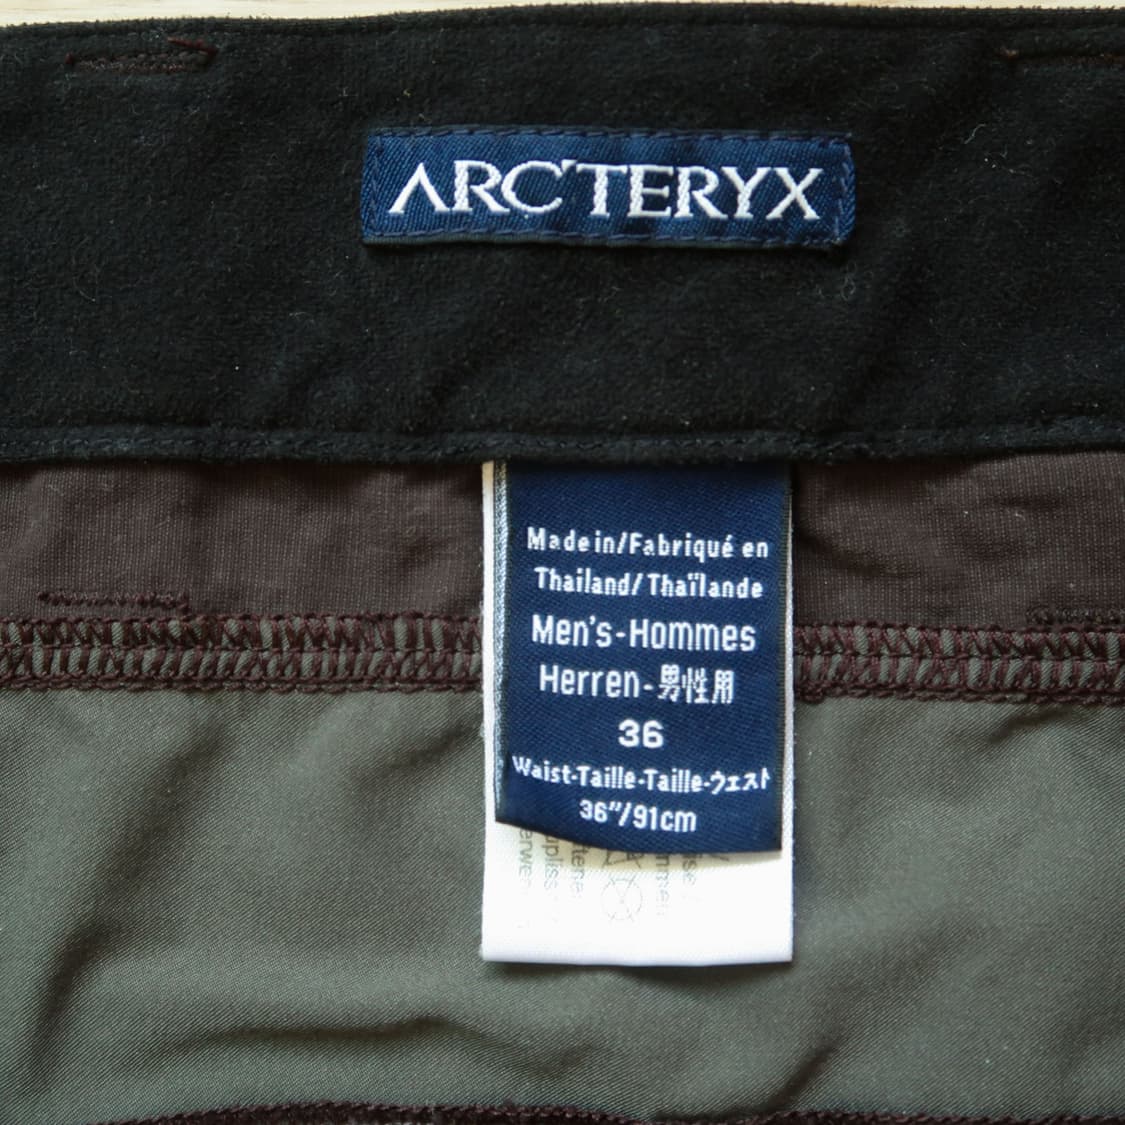 ARC'TERYX
Made in/Fabriqué en
Thailand/Thaïlande
Men's-Hommes
Herren-男性用
36
Waist-Taille-Taille-ウェスト
36"/91cm